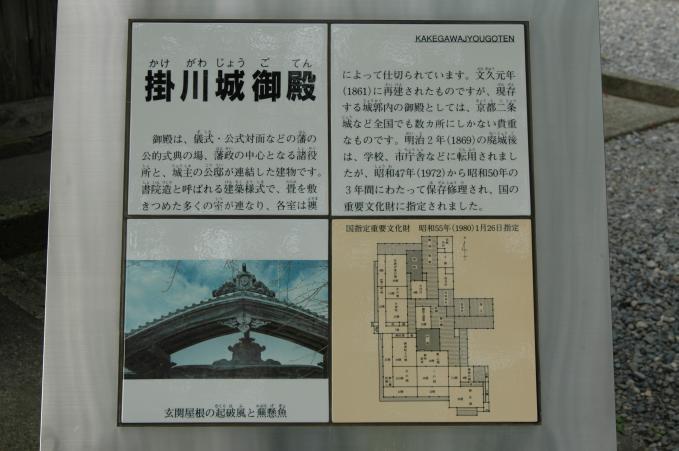 KAKEGAWAJYOUGOTEN
かけがわじょうごてん
掛川城御殿
御殿は、儀式・公式対面などの藩の
公的式典の場、藩政の中心となる諸役
所と、城主の公邸が連結した建物です。
書院造と呼ばれる建築様式で、畳を敷
きつめた多くの室が連なり、各室は襖
によって仕切られています。文久元年
(1861)に再建されたものですが、現存
する城郭内の御殿としては、京都二条
城など全国でも数カ所にしかない貴重
なものです。明治2年(1869)の廃城後
は、学校、市庁舎などに転用されました
が、昭和47年(1972)から昭和50年の
3年間にわたって保存修理され、国の
重要文化財に指定されました。
玄関屋根の起破風と蕪懸魚
国指定重要文化財 昭和55年(1980)1月26日指定